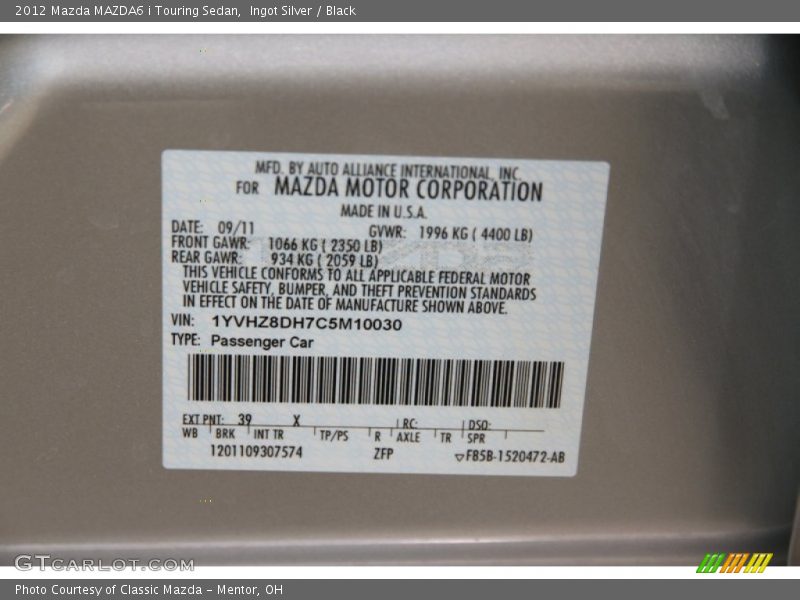 2012 Mazda MAZDA6 i Touring Sedan, Ingot Silver / Black
MFD. BY AUTO ALLIANCE INTERNATIONAL, INC.
FOR MAZDA MOTOR CORPORATION
MADE IN U.S.A.
DATE: 09/11 GVWR: 1996 KG ( 4400 LB)
FRONT GAWR: 1066 KG ( 2350 LB)
REAR GAWR: 934 KG ( 2059 LB)
THIS VEHICLE CONFORMS TO ALL APPLICABLE FEDERAL MOTOR
VEHICLE SAFETY, BUMPER, AND THEFT PREVENTION STANDARDS
IN EFFECT ON THE DATE OF MANUFACTURE SHOWN ABOVE.
VIN: 1YVHZ8DH7C5M10030
TYPE: Passenger Car
EXT PNT: 39 X RC: DSO:
WB BRK INT TR TP/PS R AXLE TR SPR
1201109307574 ZFP ▽F85B-1520472-AB
GTCARLOT.COM
Photo Courtesy of Classic Mazda - Mentor, OH